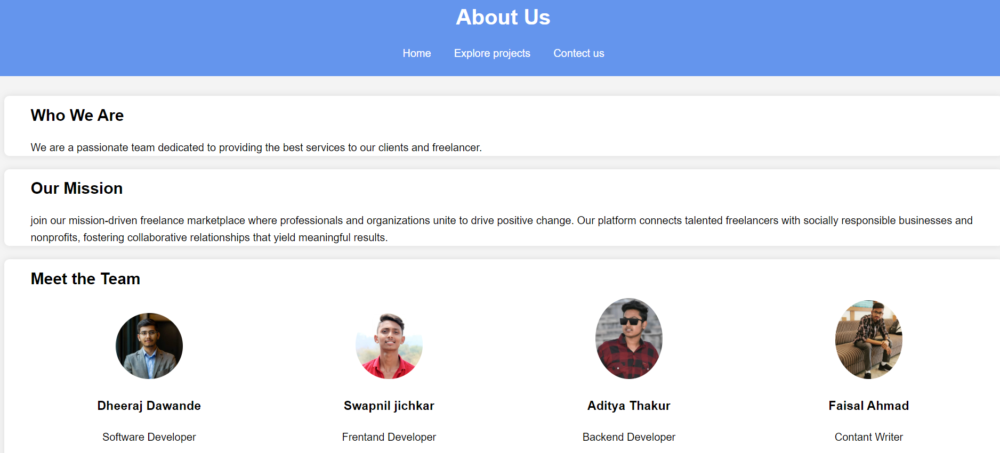 About Us
Home Explore projects Contect us
Who We Are
We are a passionate team dedicated to providing the best services to our clients and freelancer.
Our Mission
join our mission-driven freelance marketplace where professionals and organizations unite to drive positive change. Our platform connects talented freelancers with socially responsible businesses and
nonprofits, fostering collaborative relationships that yield meaningful results.
Meet the Team
Dheeraj Dawande Swapnil jichkar Aditya Thakur Faisal Ahmad
Software Developer Frentand Developer Backend Developer Contant Writer